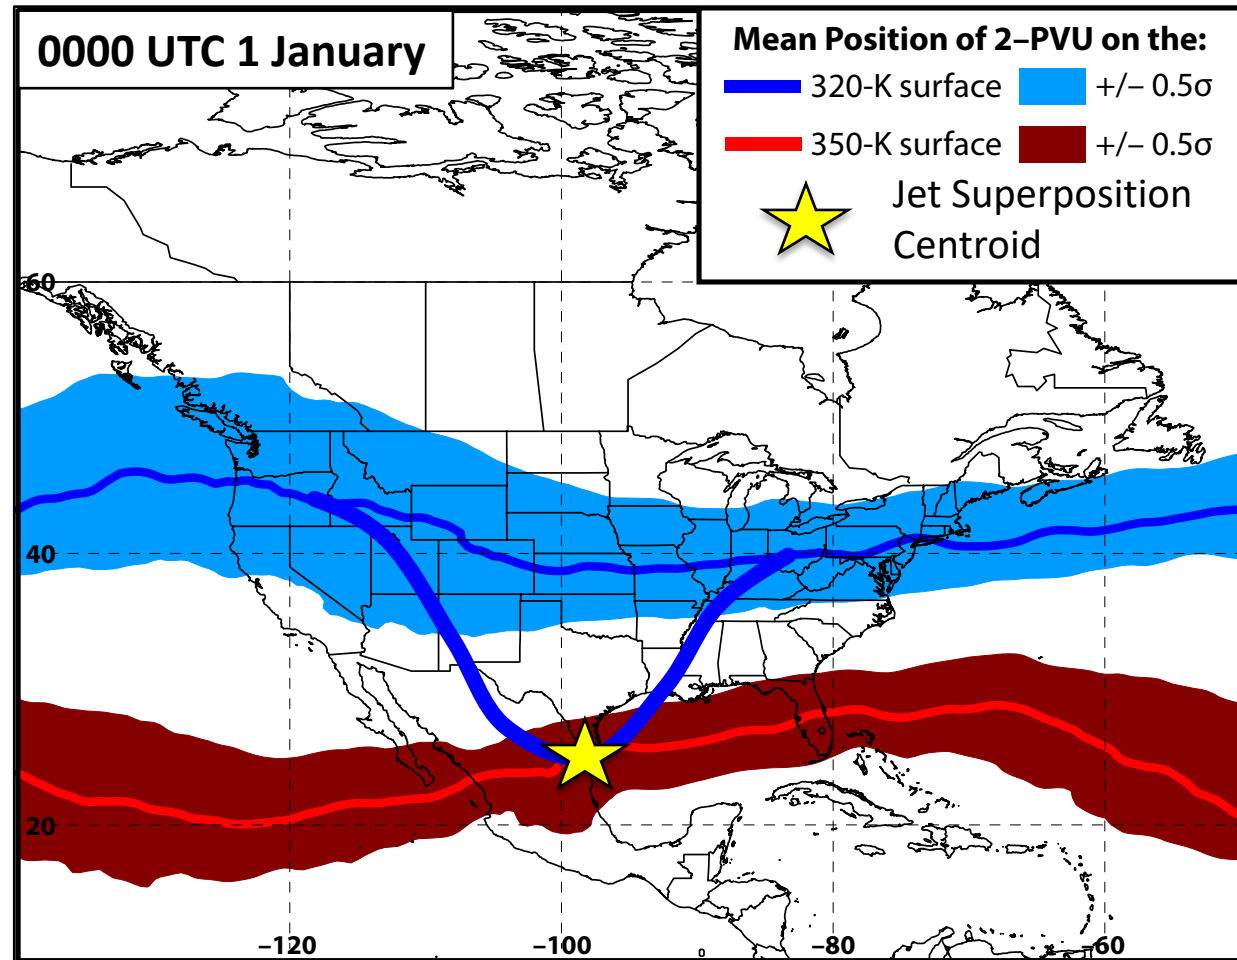 0000 UTC 1 January
Mean Position of 2–PVU on the:
320-K surface +/– 0.5σ
350-K surface +/– 0.5σ
Jet Superposition
Centroid
60
40
20
–120 –100 –80 –60